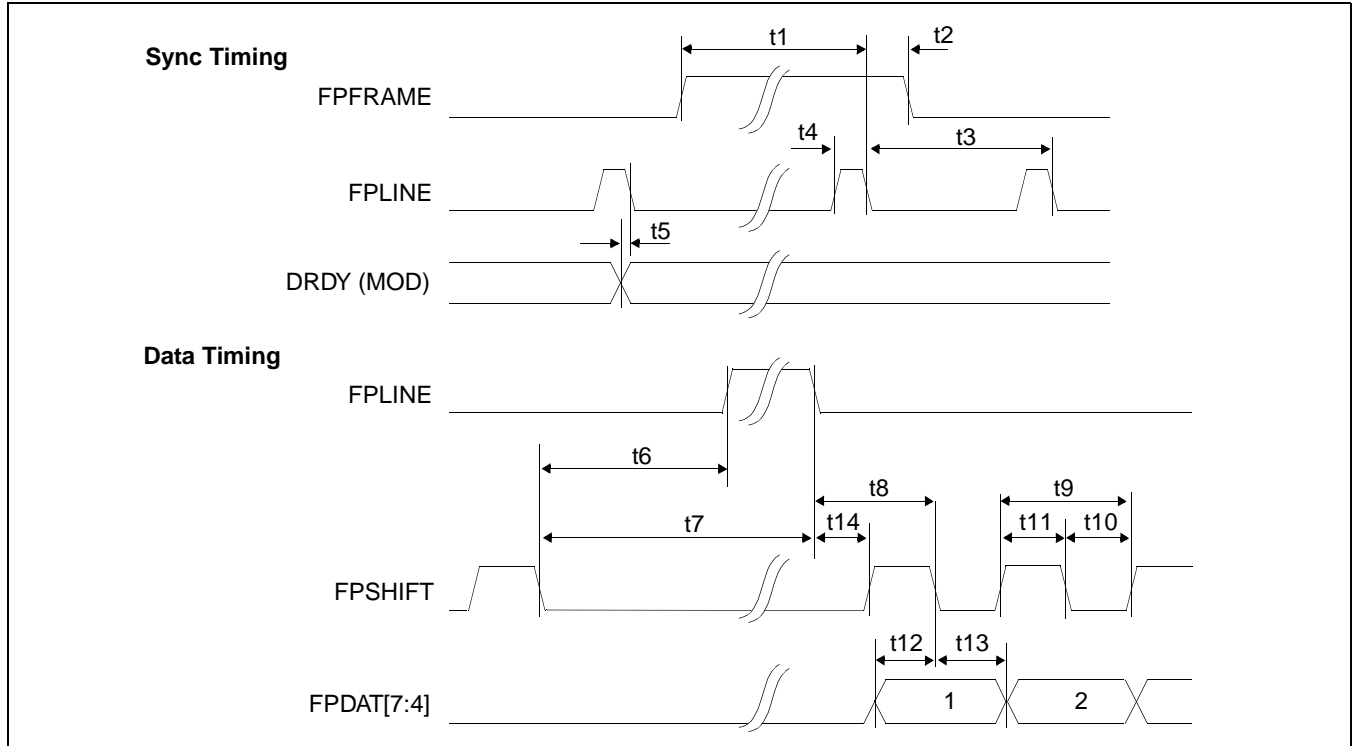 Sync Timing
t1
t2
FPFRAME
t4
t3
FPLINE
t5
DRDY (MOD)
Data Timing
FPLINE
t6
t8
t9
t7
t14
t11
t10
FPSHIFT
t12
t13
FPDAT[7:4]
1
2